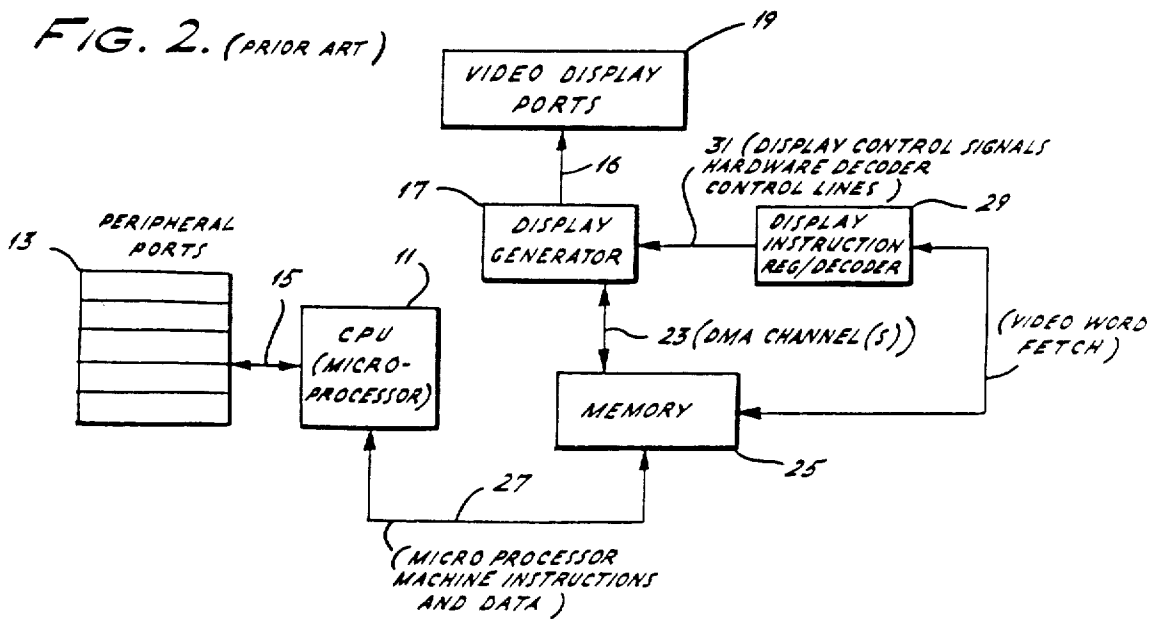 FIG. 2. (PRIOR ART)
19
VIDEO DISPLAY
PORTS
31 (DISPLAY CONTROL SIGNALS
HARDWARE DECODER
CONTROL LINES)
16
17
DISPLAY
GENERATOR
29
DISPLAY
INSTRUCTION
REG/DECODER
PERIPHERAL
PORTS
13
15
11
CPU
(MICRO-
PROCESSOR)
23 (DMA CHANNEL(S))
(VIDEO WORD
FETCH)
MEMORY
25
27
(MICRO PROCESSOR
MACHINE INSTRUCTIONS
AND DATA)